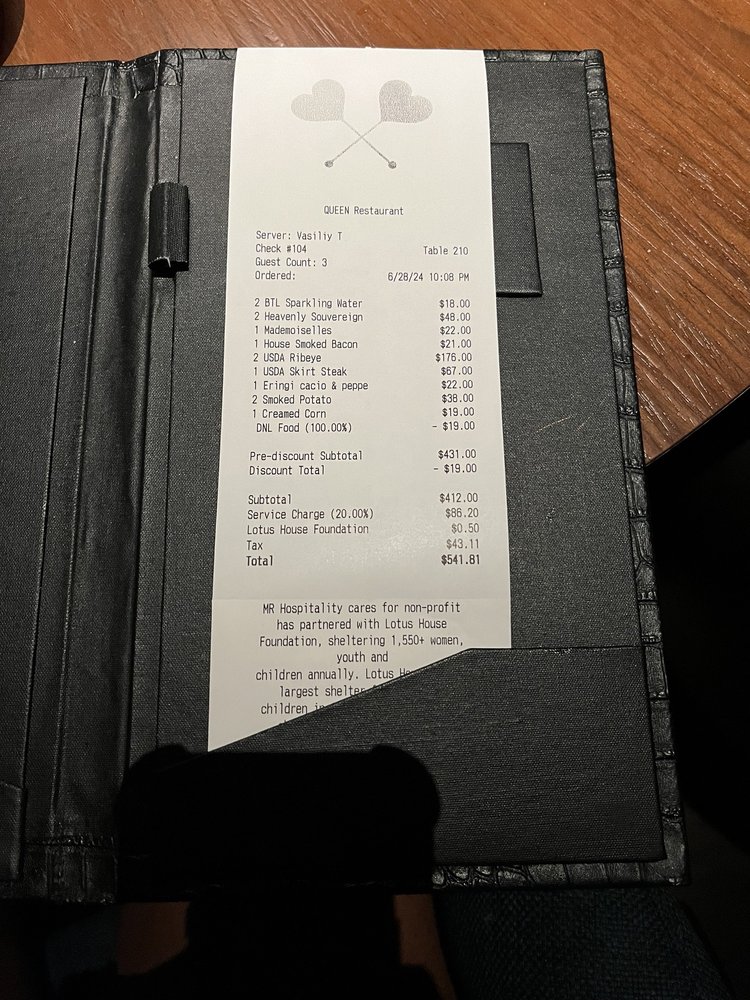 QUEEN Restaurant
Server: Vasiliy T
Check #104 Table 210
Guest Count: 3
Ordered: 6/28/24 10:08 PM
2 BTL Sparkling Water $18.00
2 Heavenly Souvereign $48.00
1 Mademoiselles $22.00
1 House Smoked Bacon $21.00
2 USDA Ribeye $176.00
1 USDA Skirt Steak $67.00
1 Eringi cacio & peppe $22.00
2 Smoked Potato $38.00
1 Creamed Corn $19.00
DNL Food (100.00%) - $19.00
Pre-discount Subtotal $431.00
Discount Total - $19.00
Subtotal $412.00
Service Charge (20.00%) $86.20
Lotus House Foundation $0.50
Tax $43.11
Total $541.81
MR Hospitality cares for non-profit
has partnered with Lotus House
Foundation, sheltering 1,550+ women,
youth and
children annually. Lotus
largest shelter
children